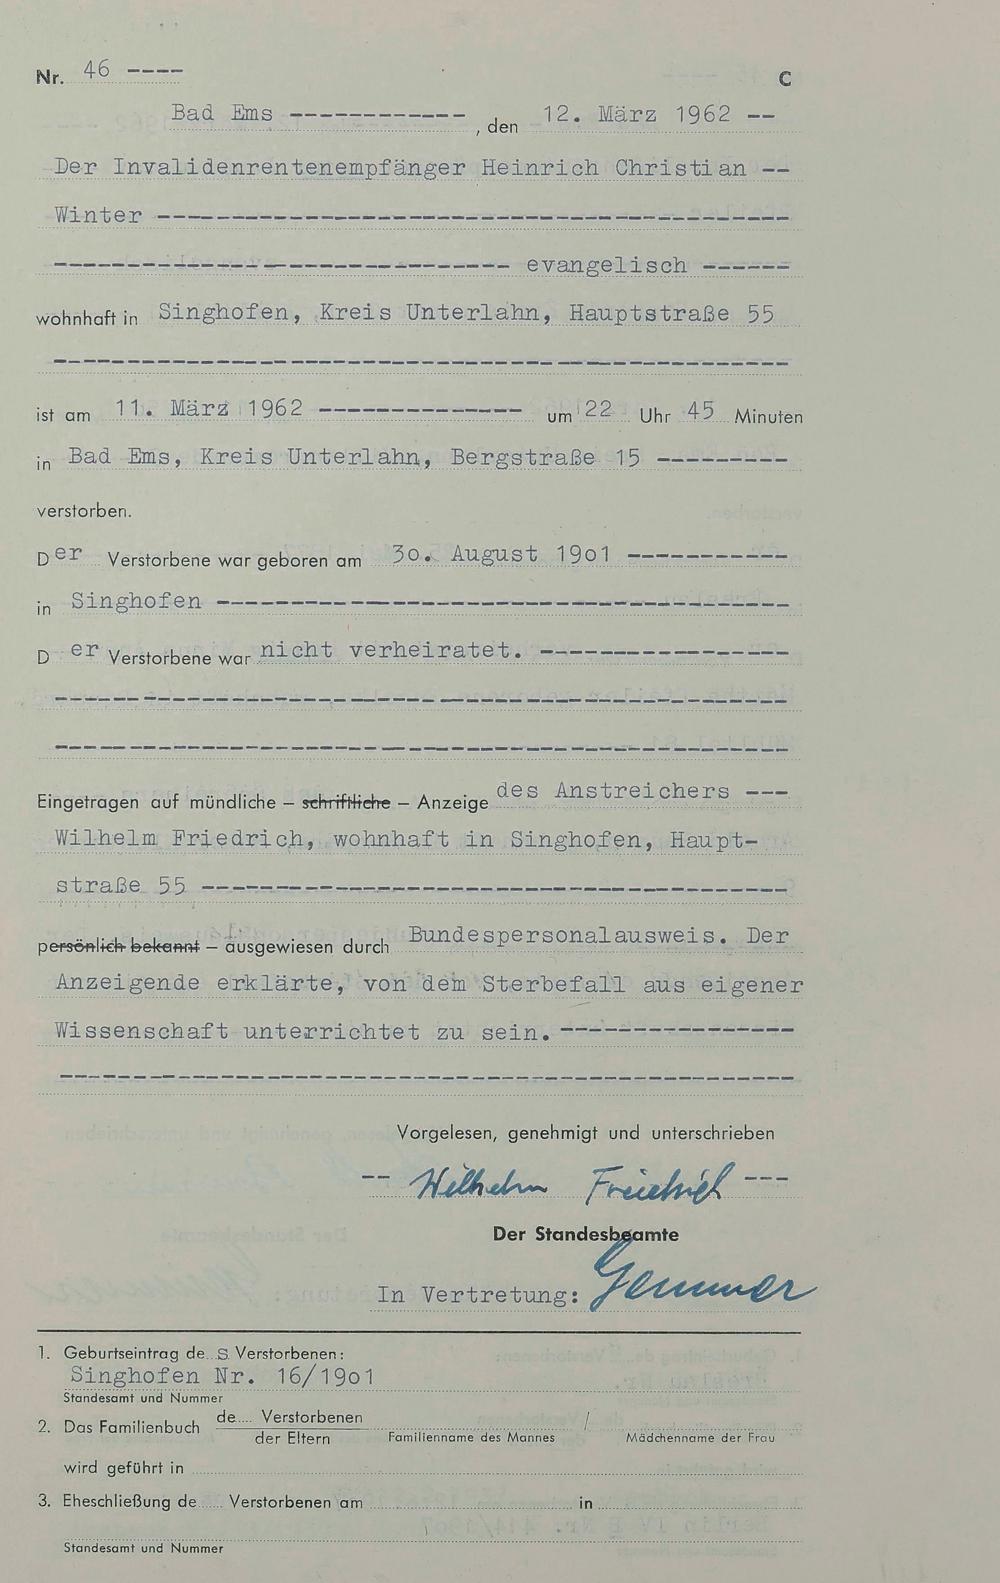 Nr. 46 ----
C
Bad Ems ------------ , den 12. März 1962 --
Der Invalidenrentenempfänger Heinrich Christian --
Winter -------------------------------------------
------------------------------- evangelisch ------
wohnhaft in Singhofen, Kreis Unterlahn, Hauptstraße 55
--------------------------------------------------
ist am 11. März 1962 -------------- um 22 Uhr 45 Minuten
in Bad Ems, Kreis Unterlahn, Bergstraße 15 ---------
verstorben.
Der Verstorbene war geboren am 3o. August 19o1 -----------
in Singhofen ---------------------------------------
Der Verstorbene war nicht verheiratet. -----------------
--------------------------------------------------
--------------------------------------------------
Eingetragen auf mündliche – schriftliche – Anzeige des Anstreichers ---
Wilhelm Friedrich, wohnhaft in Singhofen, Haupt-
straße 55 ----------------------------------------
persönlich bekannt – ausgewiesen durch Bundespersonalausweis. Der
Anzeigende erklärte, von dem Sterbefall aus eigener
Wissenschaft unterrichtet zu sein.----------------
--------------------------------------------------
Vorgelesen, genehmigt und unterschrieben
-- Wilhelm Friedrich ---
Der Standesbeamte
In Vertretung: Gemmer
1. Geburtseintrag des Verstorbenen:
Singhofen Nr. 16/19o1
Standesamt und Nummer
2. Das Familienbuch de.... Verstorbenen /
der Eltern Familienname des Mannes Mädchenname der Frau
wird geführt in
3. Eheschließung de..... Verstorbenen am in
Standesamt und Nummer